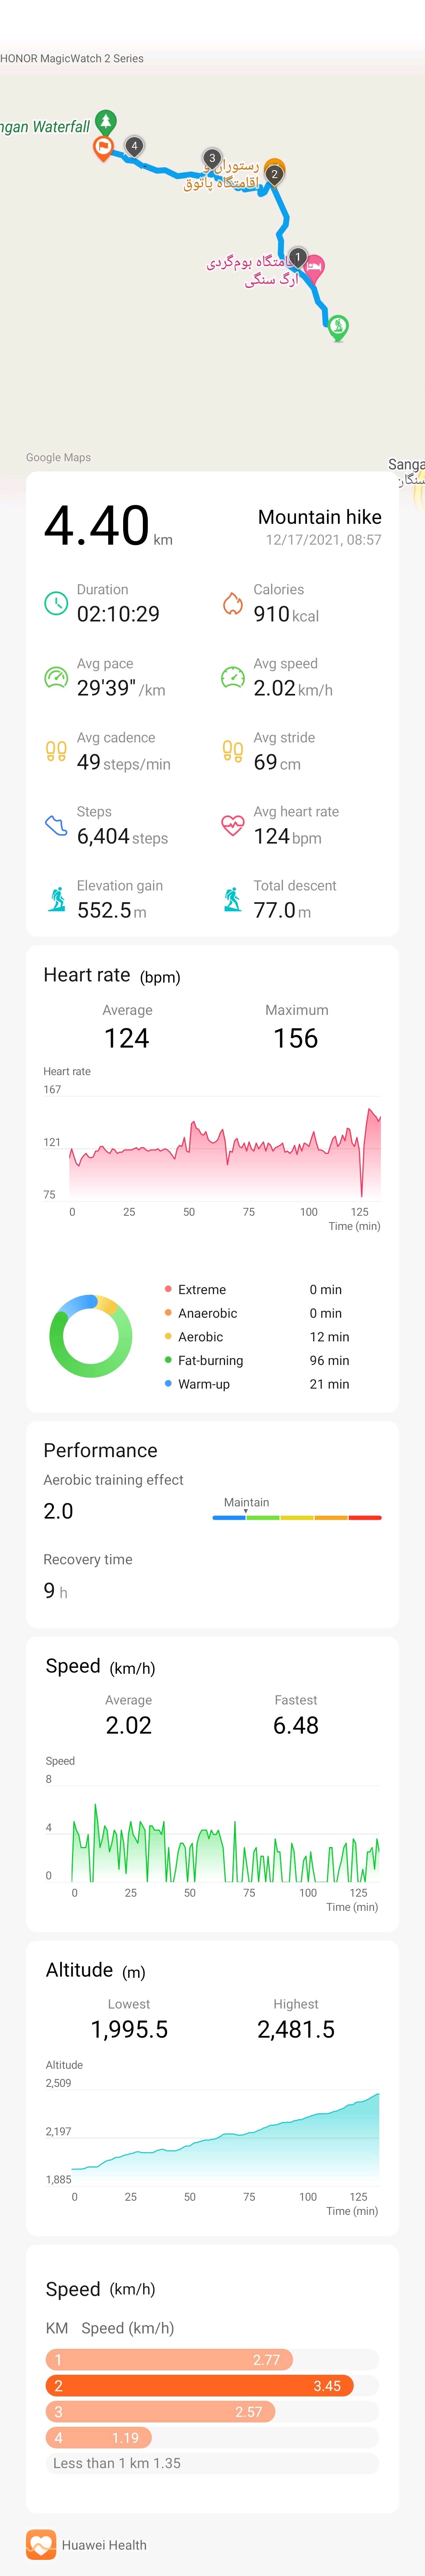 HONOR MagicWatch 2 Series
ngan Waterfall
4
3
رستوران و
2
اقامتگاه پاتوق
1
اقامتگاه بوم‌گردی
ارگ سنگی
Google Maps
Sanga
سنگان
4.40 km
Mountain hike
12/17/2021, 08:57
Duration
02:10:29
Calories
910 kcal
Avg pace
29'39" /km
Avg speed
2.02 km/h
Avg cadence
49 steps/min
Avg stride
69 cm
Steps
6,404 steps
Avg heart rate
124 bpm
Elevation gain
552.5 m
Total descent
77.0 m
Heart rate (bpm)
Average Maximum
124 156
Heart rate
167
121
75
0 25 50 75 100 125
Time (min)
Extreme 0 min
Anaerobic 0 min
Aerobic 12 min
Fat-burning 96 min
Warm-up 21 min
Performance
Aerobic training effect
2.0
Maintain
Recovery time
9 h
Speed (km/h)
Average Fastest
2.02 6.48
Speed
8
4
0
0 25 50 75 100 125
Time (min)
Altitude (m)
Lowest Highest
1,995.5 2,481.5
Altitude
2,509
2,197
1,885
0 25 50 75 100 125
Time (min)
Speed (km/h)
KM Speed (km/h)
1 2.77
2 3.45
3 2.57
4 1.19
Less than 1 km 1.35
Huawei Health